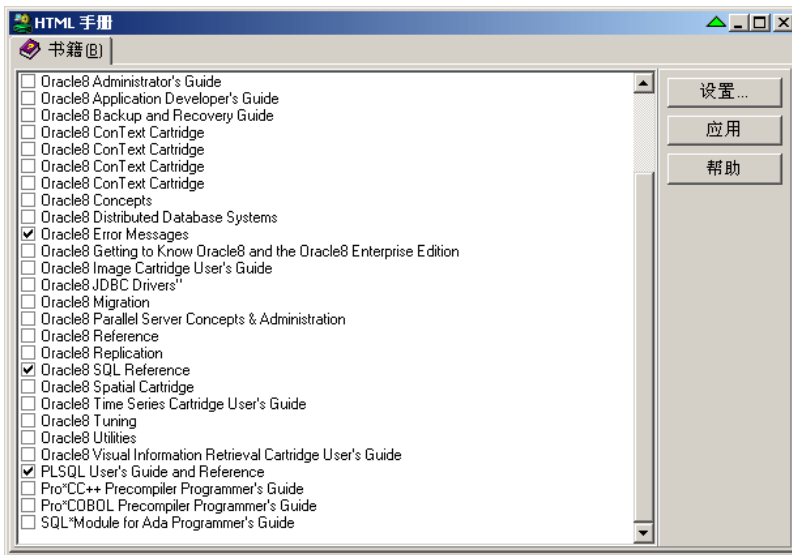 HTML 手册
书籍(B)
Oracle8 Administrator's Guide
Oracle8 Application Developer's Guide
Oracle8 Backup and Recovery Guide
Oracle8 ConText Cartridge
Oracle8 ConText Cartridge
Oracle8 ConText Cartridge
Oracle8 ConText Cartridge
Oracle8 Concepts
Oracle8 Distributed Database Systems
Oracle8 Error Messages
Oracle8 Getting to Know Oracle8 and the Oracle8 Enterprise Edition
Oracle8 Image Cartridge User's Guide
Oracle8 JDBC Drivers"
Oracle8 Migration
Oracle8 Parallel Server Concepts & Administration
Oracle8 Reference
Oracle8 Replication
Oracle8 SQL Reference
Oracle8 Spatial Cartridge
Oracle8 Time Series Cartridge User's Guide
Oracle8 Tuning
Oracle8 Utilities
Oracle8 Visual Information Retrieval Cartridge User's Guide
PLSQL User's Guide and Reference
Pro*CC++ Precompiler Programmer's Guide
Pro*COBOL Precompiler Programmer's Guide
SQL*Module for Ada Programmer's Guide
设置...
应用
帮助